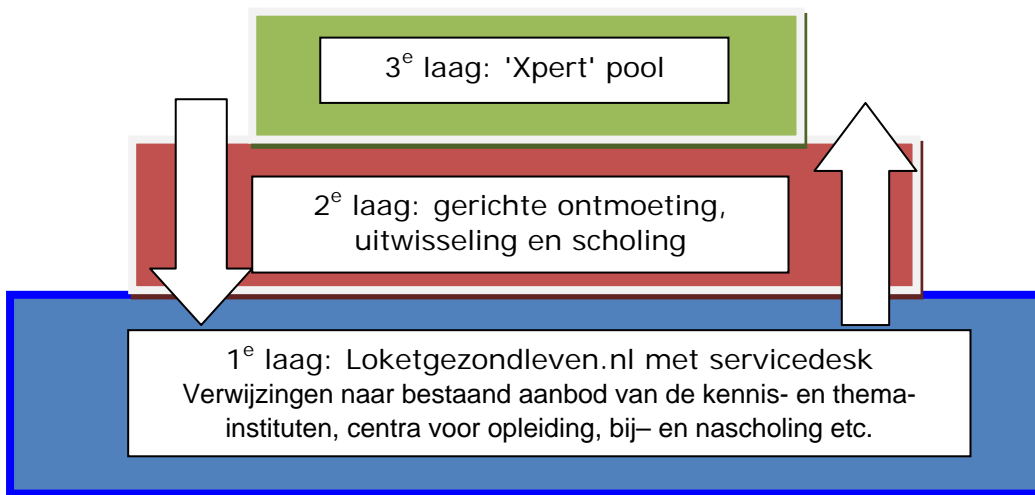 3e laag: 'Xpert' pool
2e laag: gerichte ontmoeting,
uitwisseling en scholing
1e laag: Loketgezondleven.nl met servicedesk
Verwijzingen naar bestaand aanbod van de kennis- en thema-
instituten, centra voor opleiding, bij– en nascholing etc.